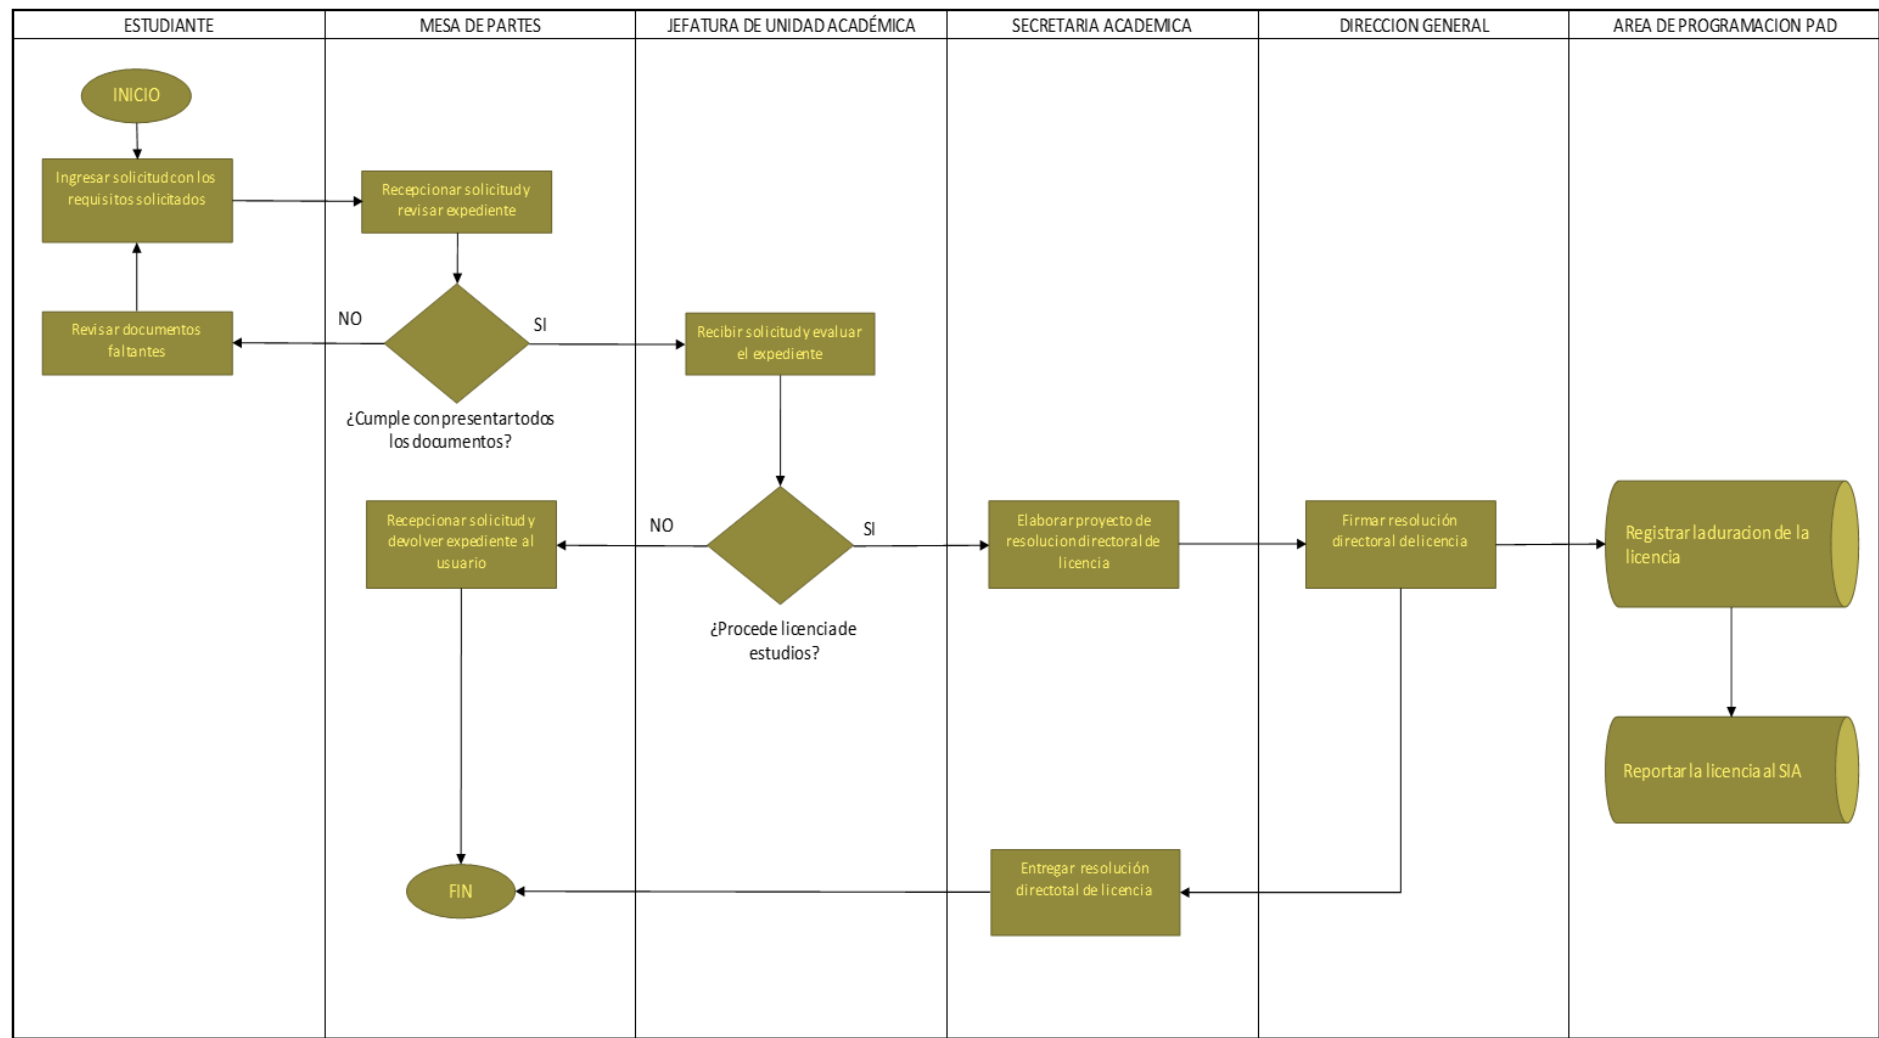 ESTUDIANTE
MESA DE PARTES
JEFATURA DE UNIDAD ACADÉMICA
SECRETARIA ACADEMICA
DIRECCION GENERAL
AREA DE PROGRAMACION PAD
INICIO
Ingresar solicitud con los
requisitos solicitados
Recepcionar solicitud y
revisar expediente
Revisar documentos
faltantes
NO
SI
¿Cumple con presentar todos
los documentos?
Recibir solicitud y evaluar
el expediente
Recepcionar solicitud y
devolver expediente al
usuario
NO
SI
¿Procede licencia de
estudios?
Elaborar proyecto de
resolucion directoral de
licencia
Firmar resolución
directoral de licencia
Registrar la duracion de la
licencia
Reportar la licencia al SIA
Entregar resolución
directotal de licencia
FIN